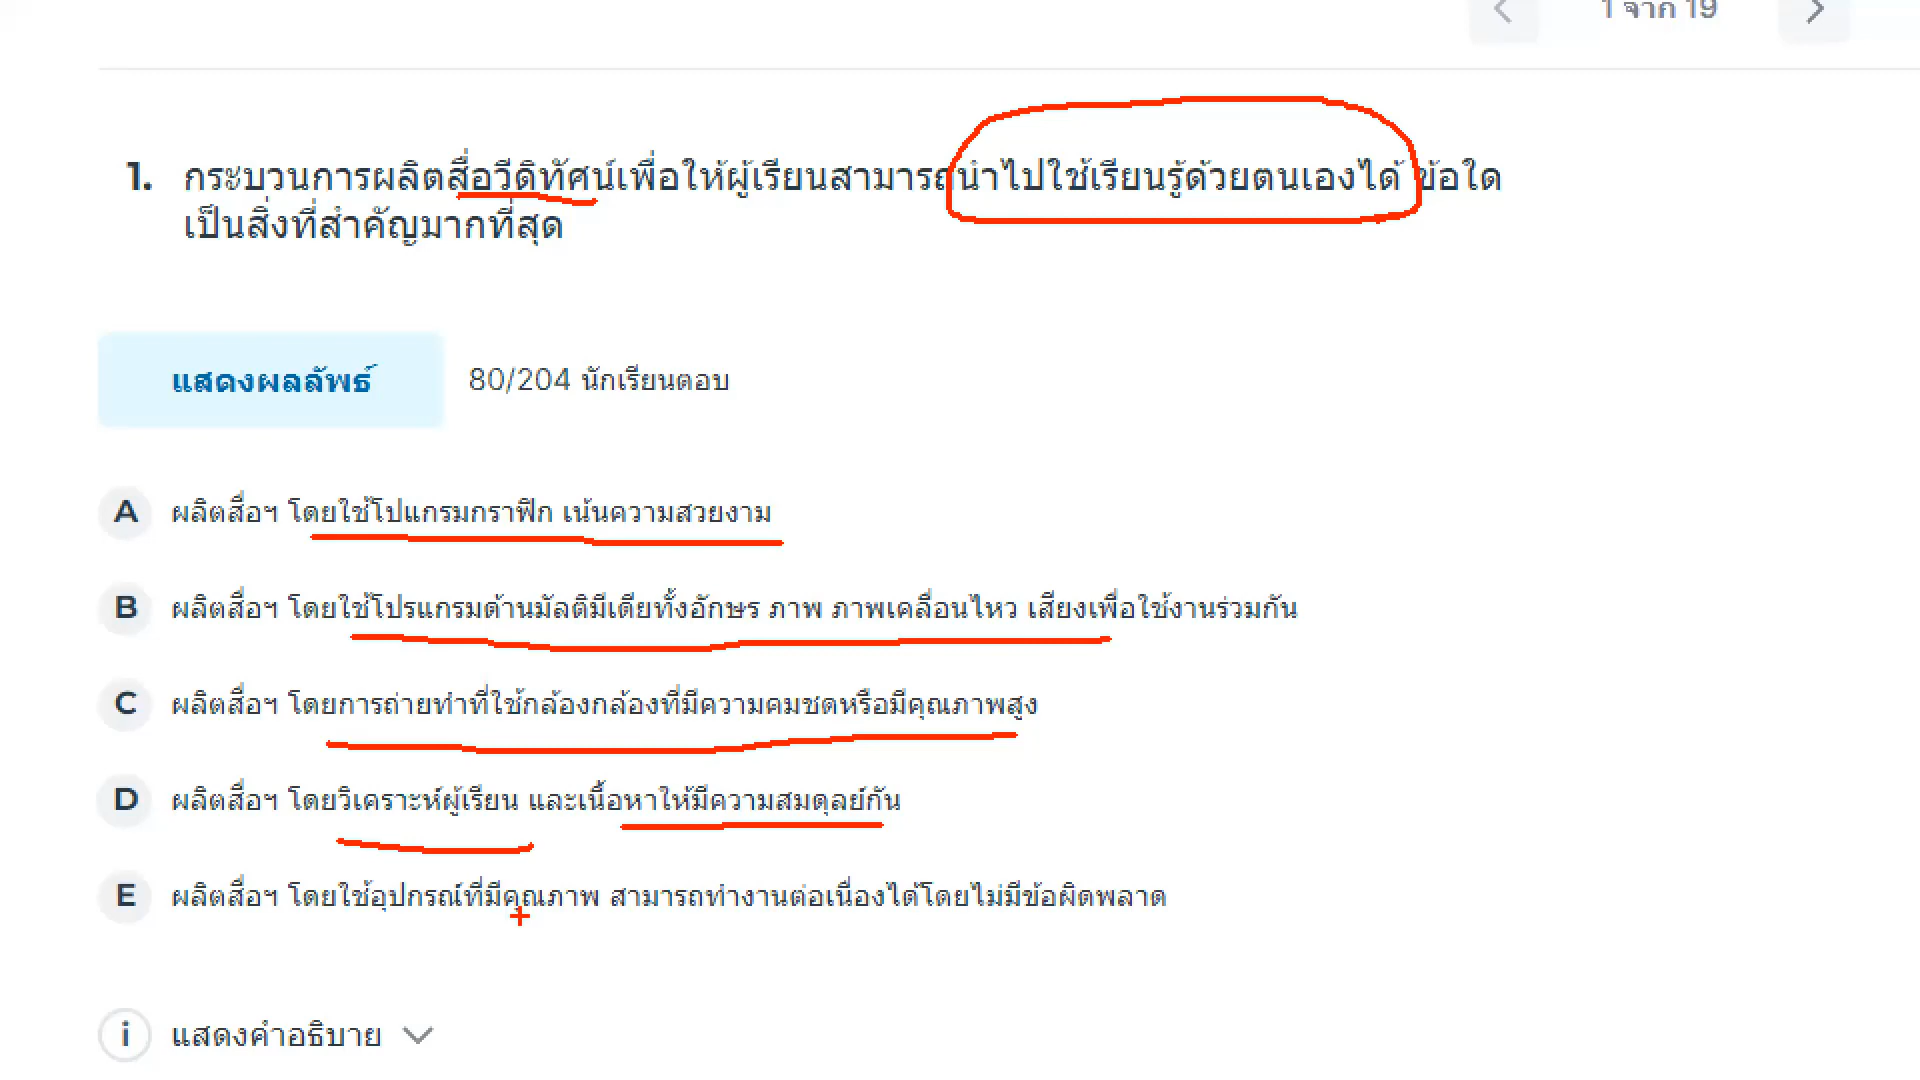 1 จาก 19
1. กระบวนการผลิตสื่อวีดิทัศน์เพื่อให้ผู้เรียนสามารถนำไปใช้เรียนรู้ด้วยตนเองได้ ข้อใด
เป็นสิ่งที่สำคัญมากที่สุด
แสดงผลลัพธ์ 80/204 นักเรียนตอบ
A ผลิตสื่อฯ โดยใช้โปแกรมกราฟิก เน้นความสวยงาม
B ผลิตสื่อฯ โดยใช้โปรแกรมด้านมัลติมีเดียทั้งอักษร ภาพ ภาพเคลื่อนไหว เสียงเพื่อใช้งานร่วมกัน
C ผลิตสื่อฯ โดยการถ่ายทำที่ใช้กล้องกล้องที่มีความคมชดหรือมีคุณภาพสูง
D ผลิตสื่อฯ โดยวิเคราะห์ผู้เรียน และเนื้อหาให้มีความสมดุลย์กัน
E ผลิตสื่อฯ โดยใช้อุปกรณ์ที่มีคุณภาพ สามารถทำงานต่อเนื่องได้โดยไม่มีข้อผิดพลาด
i แสดงคำอธิบาย